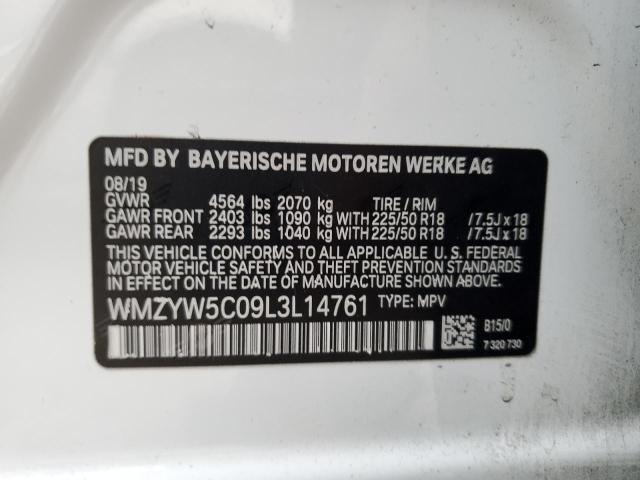 MFD BY BAYERISCHE MOTOREN WERKE AG
08/19
GVWR 4564 lbs 2070 kg TIRE / RIM
GAWR FRONT 2403 lbs 1090 kg WITH 225/50 R18 / 7.5J x 18
GAWR REAR 2293 lbs 1040 kg WITH 225/50 R18 / 7.5J x 18
THIS VEHICLE CONFORMS TO ALL APPLICABLE U. S. FEDERAL
MOTOR VEHICLE SAFETY AND THEFT PREVENTION STANDARDS
IN EFFECT ON THE DATE OF MANUFACTURE SHOWN ABOVE.
WMZYW5C09L3L14761 TYPE: MPV
B15/0
7 320 730